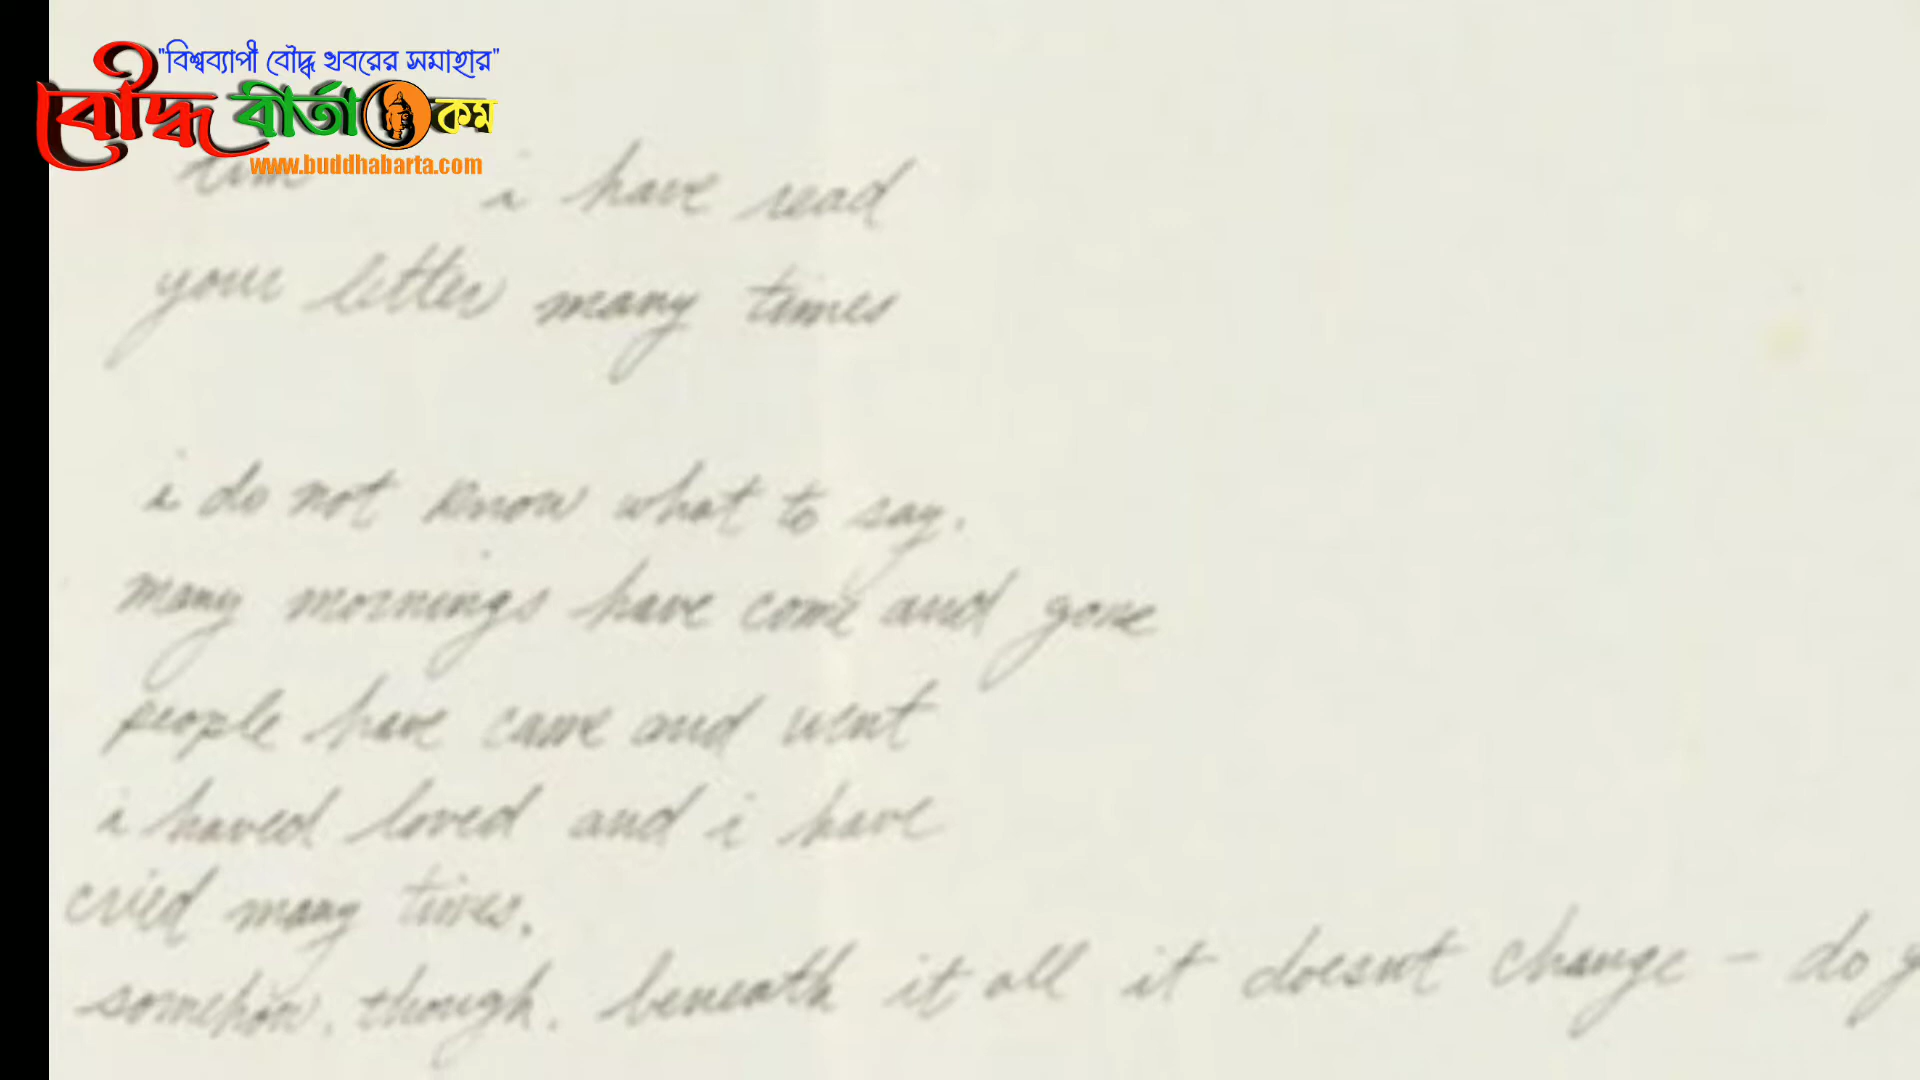 "বিশ্বব্যাপী বৌদ্ধ খবরের সমাহার"
বৌদ্ধ বার্তা কম
www.buddhabarta.com
tim i have read
your letter many times
i do not know what to say.
many mornings have come and gone
people have came and went
i haved loved and i have
cried many times.
somehow, though, beneath it all it doesnt change - do y